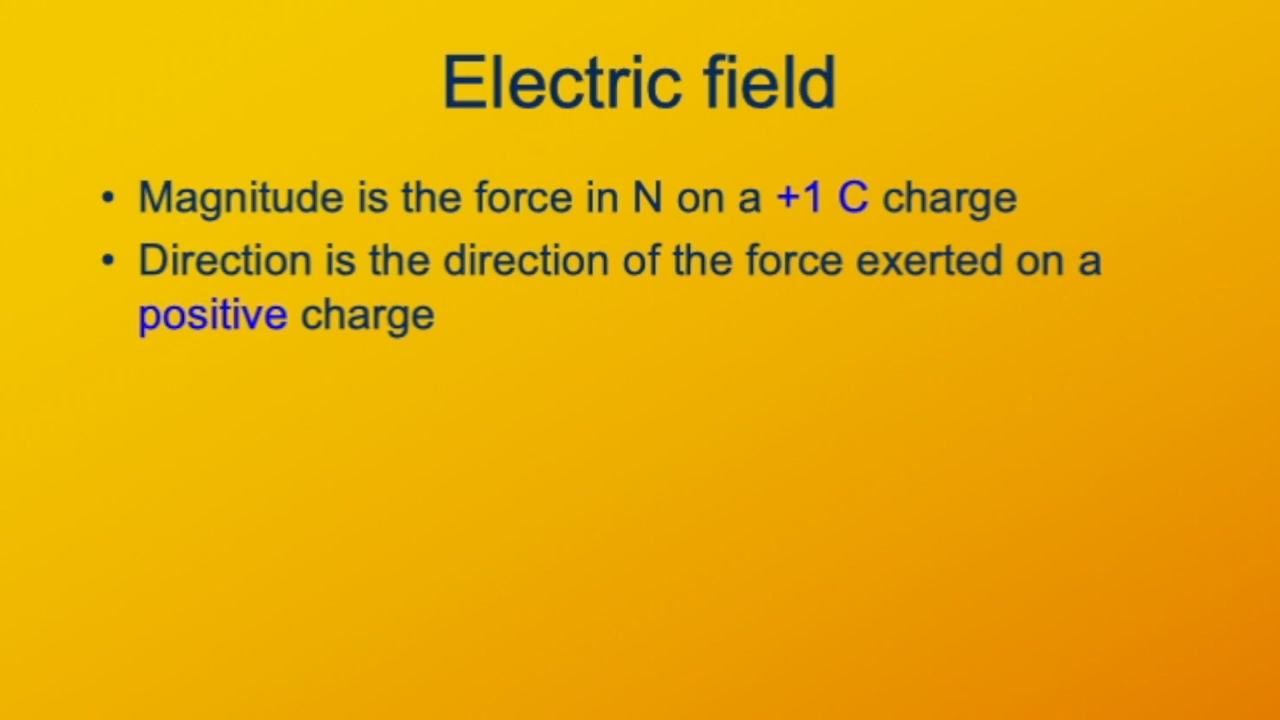 Electric field
• Magnitude is the force in N on a +1 C charge
• Direction is the direction of the force exerted on a
positive charge